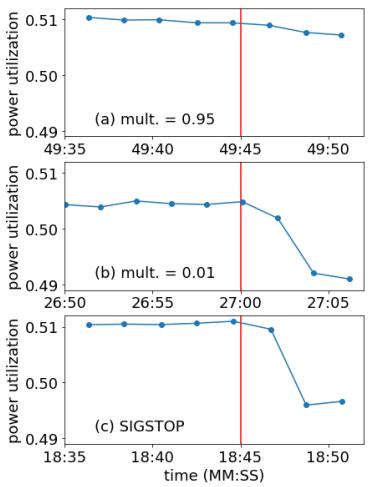 power utilization
0.51
0.50
0.49
(a) mult. = 0.95
49:35 49:40 49:45 49:50
power utilization
0.51
0.50
0.49
(b) mult. = 0.01
26:50 26:55 27:00 27:05
power utilization
0.51
0.50
0.49
(c) SIGSTOP
18:35 18:40 18:45 18:50
time (MM:SS)